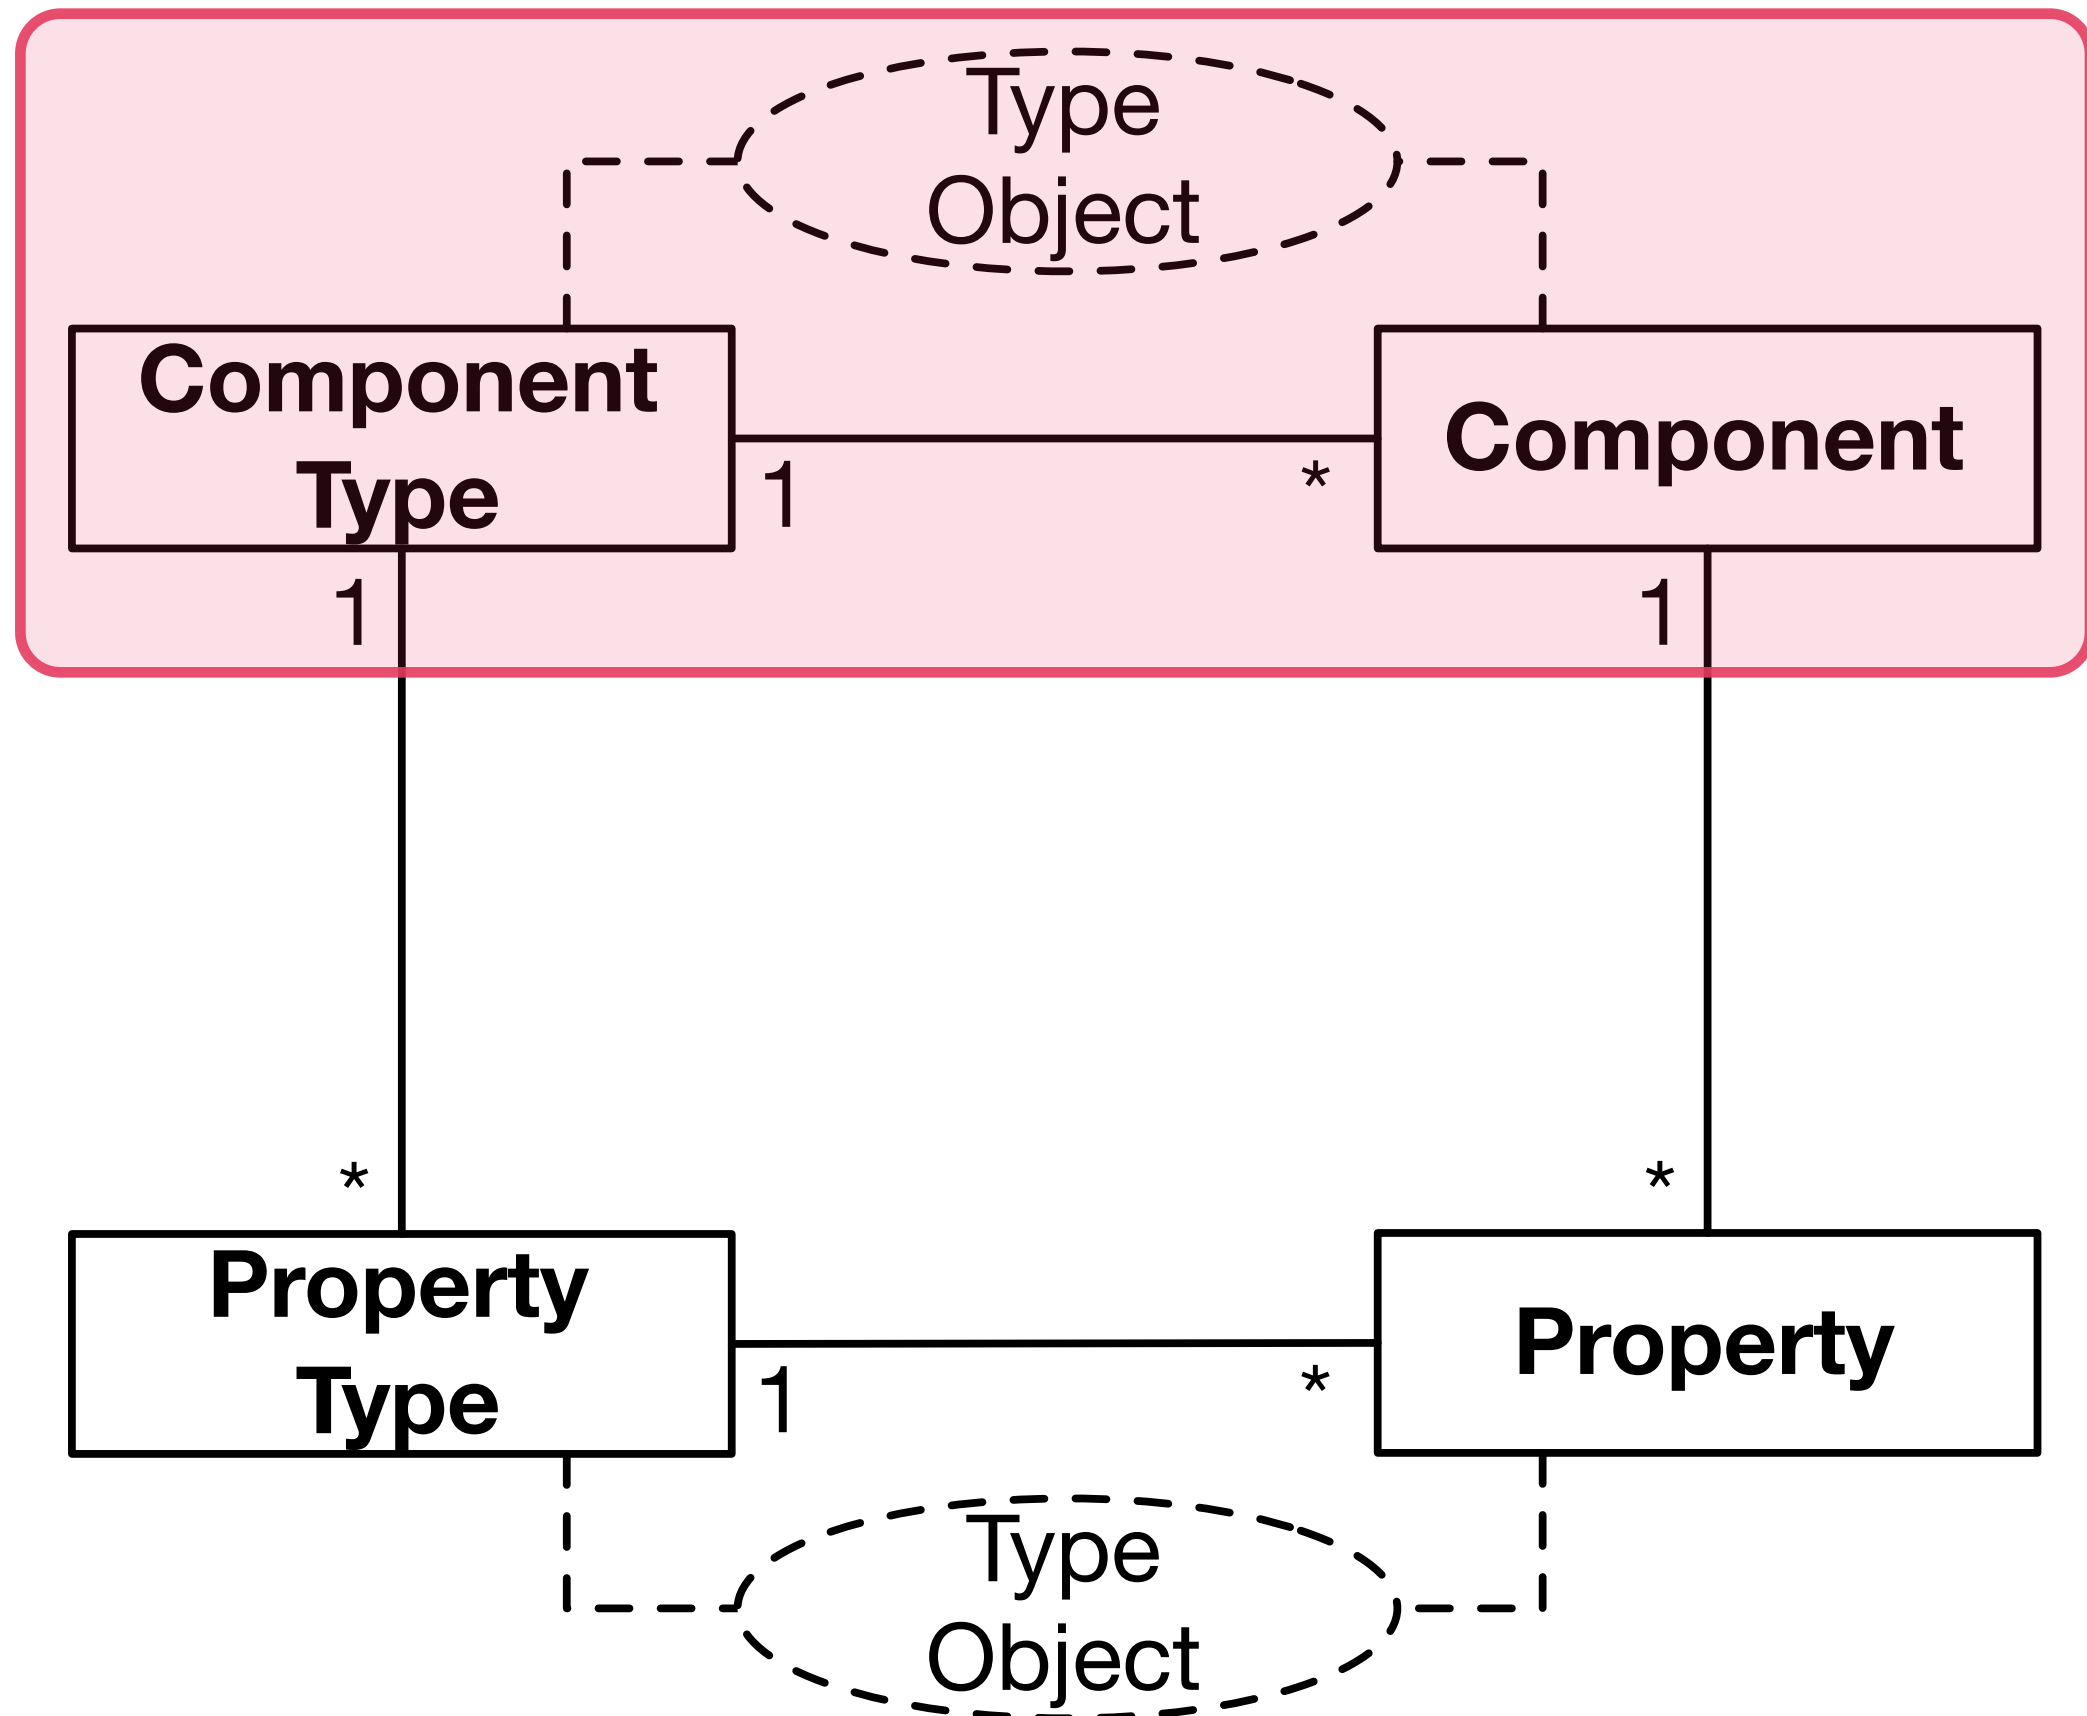 Type
Object
Component
Type
Component
1
*
1
1
*
*
Property
Type
Property
1
*
Type
Object